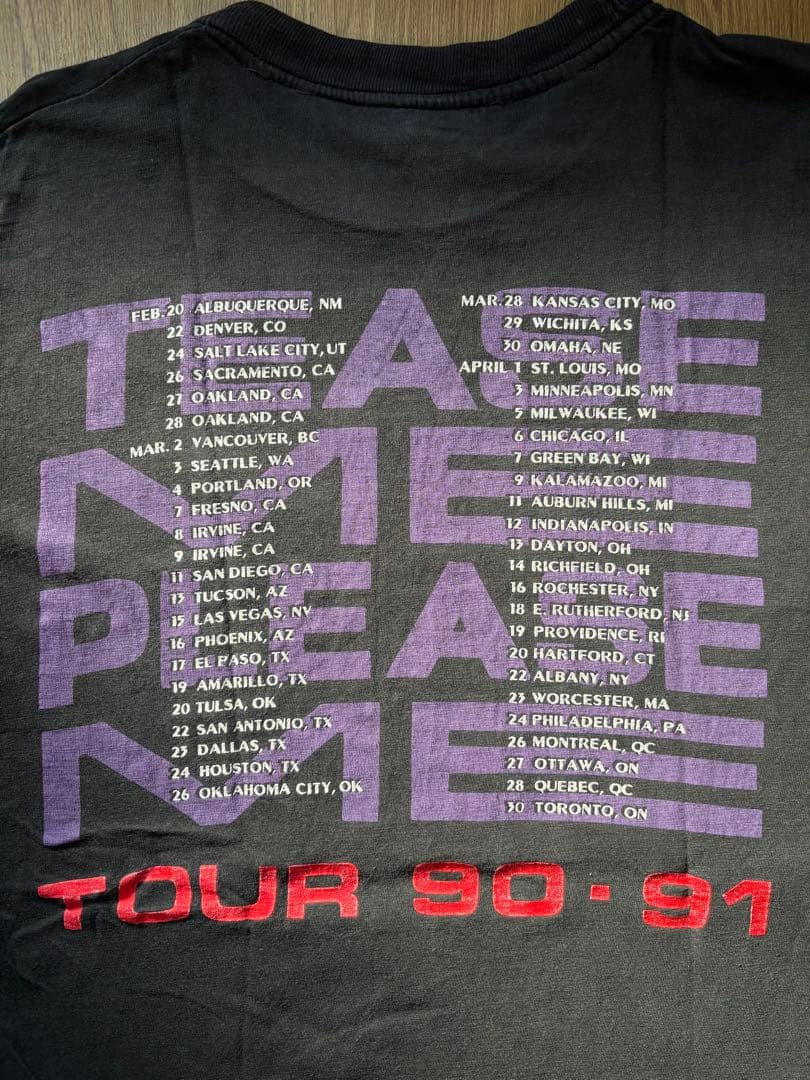 TEASE
ME
PLEASE
ME
FEB. 20 ALBUQUERQUE, NM
22 DENVER, CO
24 SALT LAKE CITY, UT
26 SACRAMENTO, CA
27 OAKLAND, CA
28 OAKLAND, CA
MAR. 2 VANCOUVER, BC
3 SEATTLE, WA
4 PORTLAND, OR
7 FRESNO, CA
8 IRVINE, CA
9 IRVINE, CA
11 SAN DIEGO, CA
13 TUCSON, AZ
15 LAS VEGAS, NV
16 PHOENIX, AZ
17 EL PASO, TX
19 AMARILLO, TX
20 TULSA, OK
22 SAN ANTONIO, TX
23 DALLAS, TX
24 HOUSTON, TX
26 OKLAHOMA CITY, OK
MAR. 28 KANSAS CITY, MO
29 WICHITA, KS
30 OMAHA, NE
APRIL 1 ST. LOUIS, MO
3 MINNEAPOLIS, MN
5 MILWAUKEE, WI
6 CHICAGO, IL
7 GREEN BAY, WI
9 KALAMAZOO, MI
11 AUBURN HILLS, MI
12 INDIANAPOLIS, IN
13 DAYTON, OH
14 RICHFIELD, OH
16 ROCHESTER, NY
18 E. RUTHERFORD, NJ
19 PROVIDENCE, RI
20 HARTFORD, CT
22 ALBANY, NY
23 WORCESTER, MA
24 PHILADELPHIA, PA
26 MONTREAL, QC
27 OTTAWA, ON
28 QUEBEC, QC
30 TORONTO, ON
TOUR 90·91